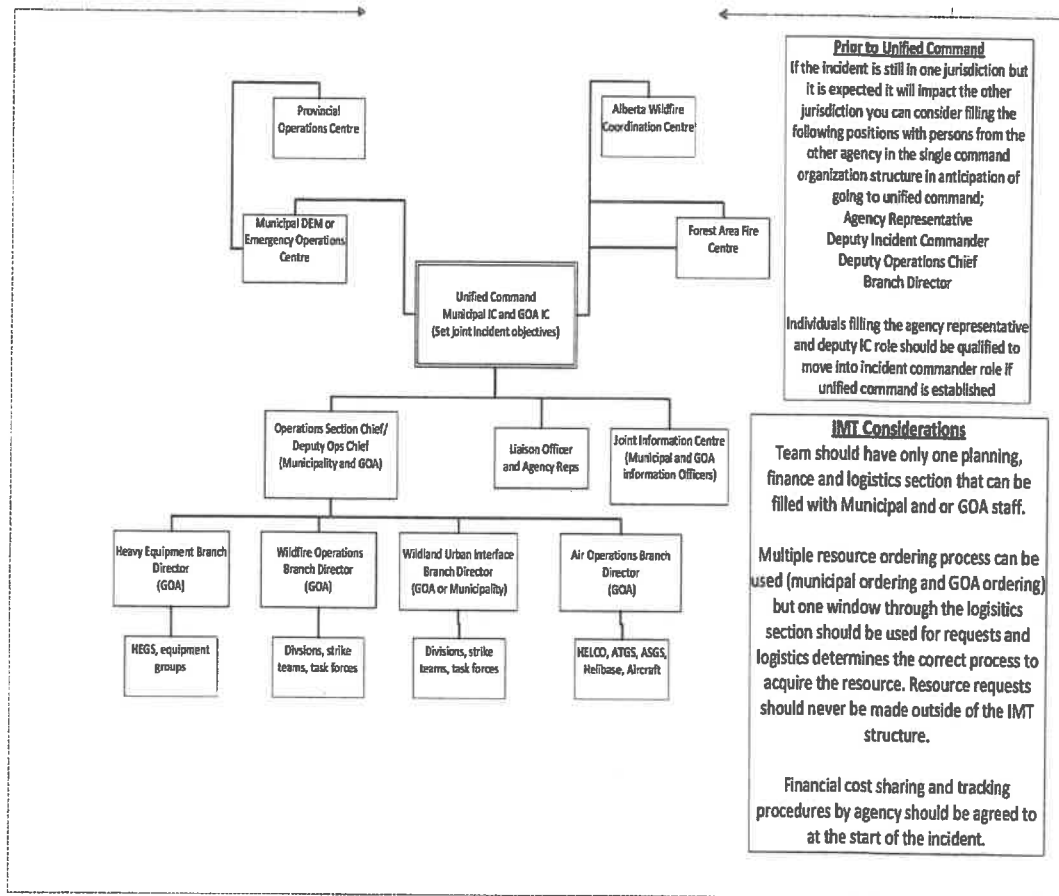 Provincial
Operations Centre
Alberta Wildfire
Coordination Centre
Municipal DEM or
Emergency Operations
Centre
Forest Area Fire
Centre
Unified Command
Municipal IC and GOA IC
(Set Joint Incident objectives)
Operations Section Chief/
Deputy Ops Chief
(Municipality and GOA)
Liaison Officer
and Agency Reps
Joint Information Centre
(Municipal and GOA
information Officers)
Heavy Equipment Branch
Director
(GOA)
Wildfire Operations
Branch Director
(GOA)
Wildland Urban Interface
Branch Director
(GOA or Municipality)
Air Operations Branch
Director
(GOA)
HEGS, equipment
groups
Divsions, strike
teams, task forces
Divisions, strike
teams, task forces
HELCO, ATGS, ASGS,
Helibase, Aircraft
Prior to Unified Command
If the incident is still in one jurisdiction but
it is expected it will impact the other
jurisdiction you can consider filling the
following positions with persons from the
other agency in the single command
organization structure in anticipation of
going to unified command;
Agency Representative
Deputy Incident Commander
Deputy Operations Chief
Branch Director
Individuals filling the agency representative
and deputy IC role should be qualified to
move into incident commander role if
unified command is established
IMT Considerations
Team should have only one planning,
finance and logistics section that can be
filled with Municipal and or GOA staff.
Multiple resource ordering process can be
used (municipal ordering and GOA ordering)
but one window through the logisitics
section should be used for requests and
logistics determines the correct process to
acquire the resource. Resource requests
should never be made outside of the IMT
structure.
Financial cost sharing and tracking
procedures by agency should be agreed to
at the start of the incident.